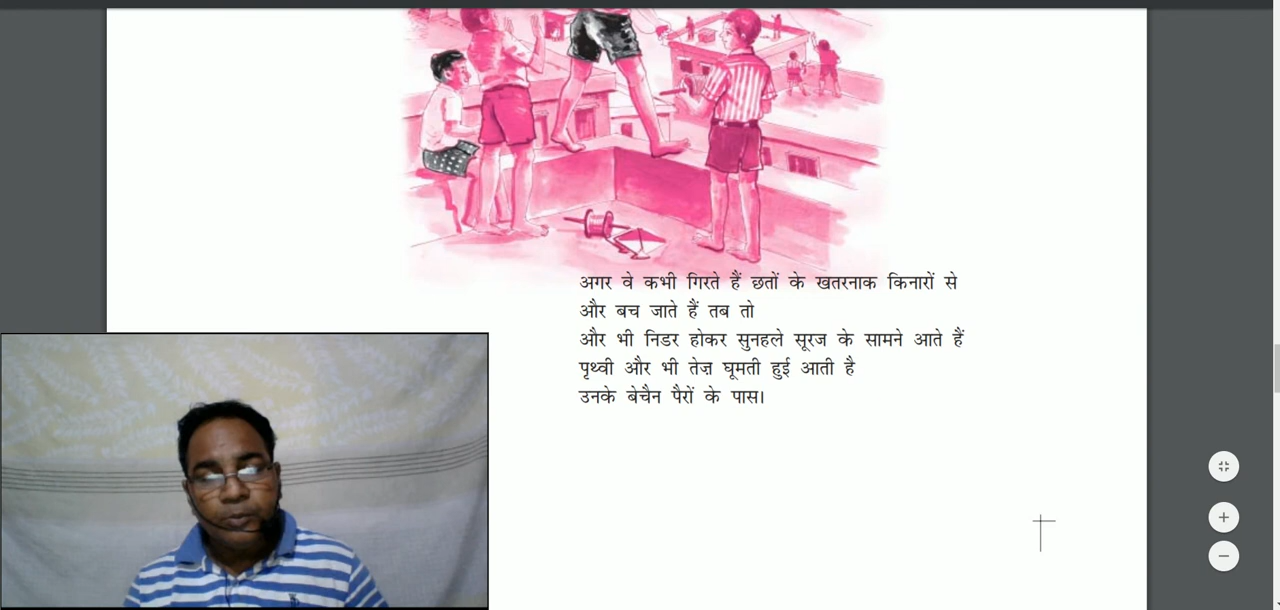 अगर वे कभी गिरते हैं छतों के खतरनाक किनारों से
और बच जाते हैं तब तो
और भी निडर होकर सुनहले सूरज के सामने आते हैं
पृथ्वी और भी तेज़ घूमती हुई आती है
उनके बेचैन पैरों के पास।